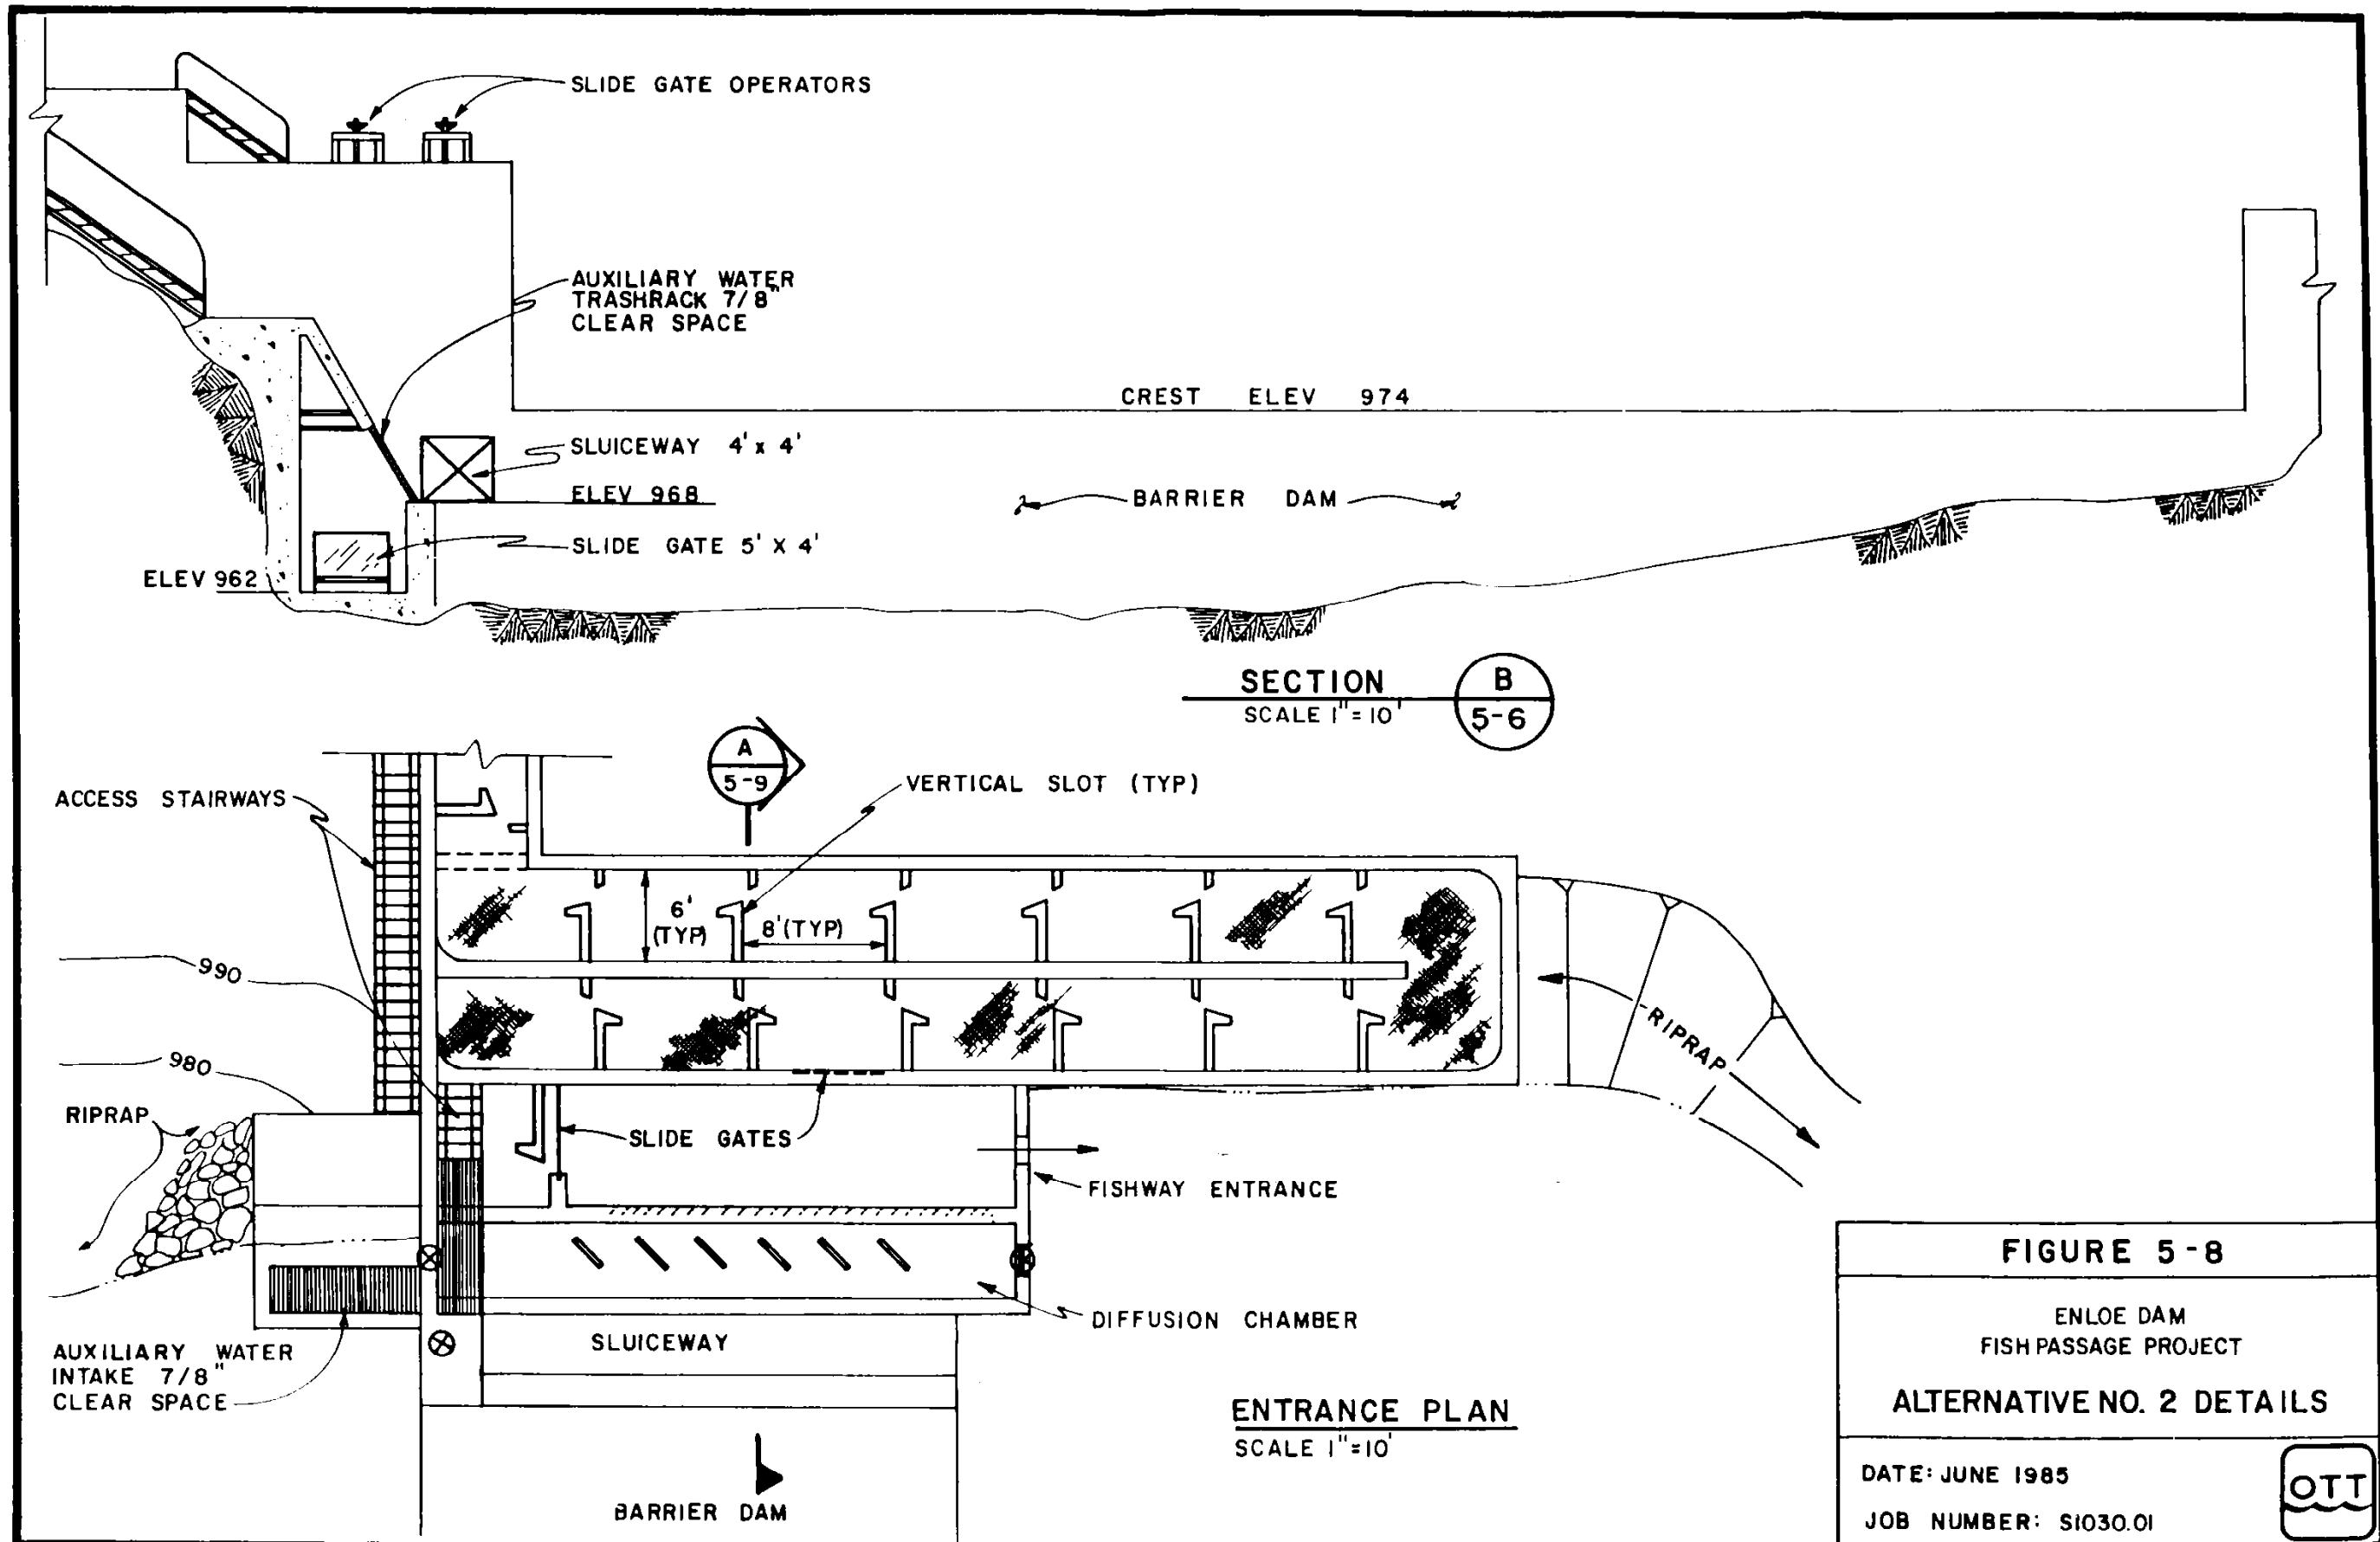 SLIDE GATE OPERATORS
AUXILIARY WATER
TRASHRACK 7/8"
CLEAR SPACE
CREST ELEV 974
SLUICEWAY 4' x 4'
ELEV 968
BARRIER DAM
SLIDE GATE 5' X 4'
ELEV 962
SECTION
SCALE 1"=10'
B
5-6
A
5-9
ACCESS STAIRWAYS
VERTICAL SLOT (TYP)
6'
(TYP)
8'(TYP)
990
980
RIPRAP
RIPRAP
SLIDE GATES
FISHWAY ENTRANCE
DIFFUSION CHAMBER
SLUICEWAY
AUXILIARY WATER
INTAKE 7/8"
CLEAR SPACE
BARRIER DAM
ENTRANCE PLAN
SCALE 1"=10'
FIGURE 5-8
ENLOE DAM
FISH PASSAGE PROJECT
ALTERNATIVE NO. 2 DETAILS
DATE: JUNE 1985
JOB NUMBER: S1030.01
OTT